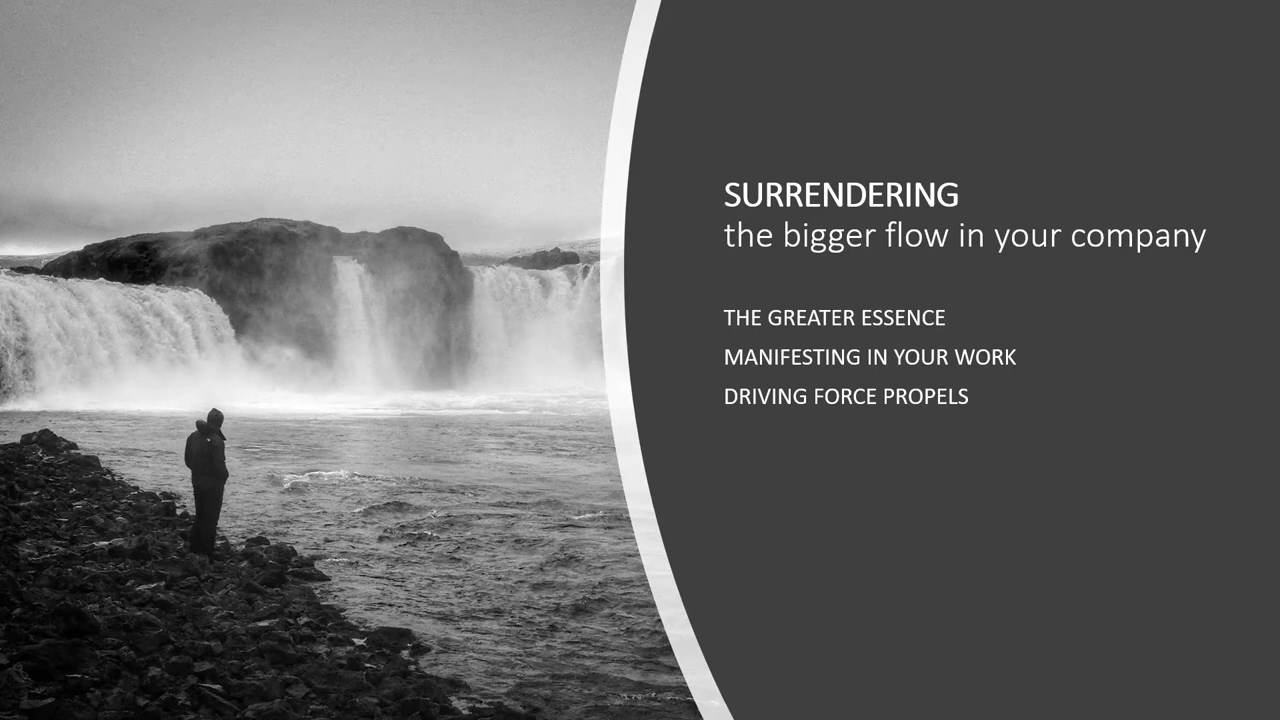 SURRENDERING
the bigger flow in your company
THE GREATER ESSENCE
MANIFESTING IN YOUR WORK
DRIVING FORCE PROPELS